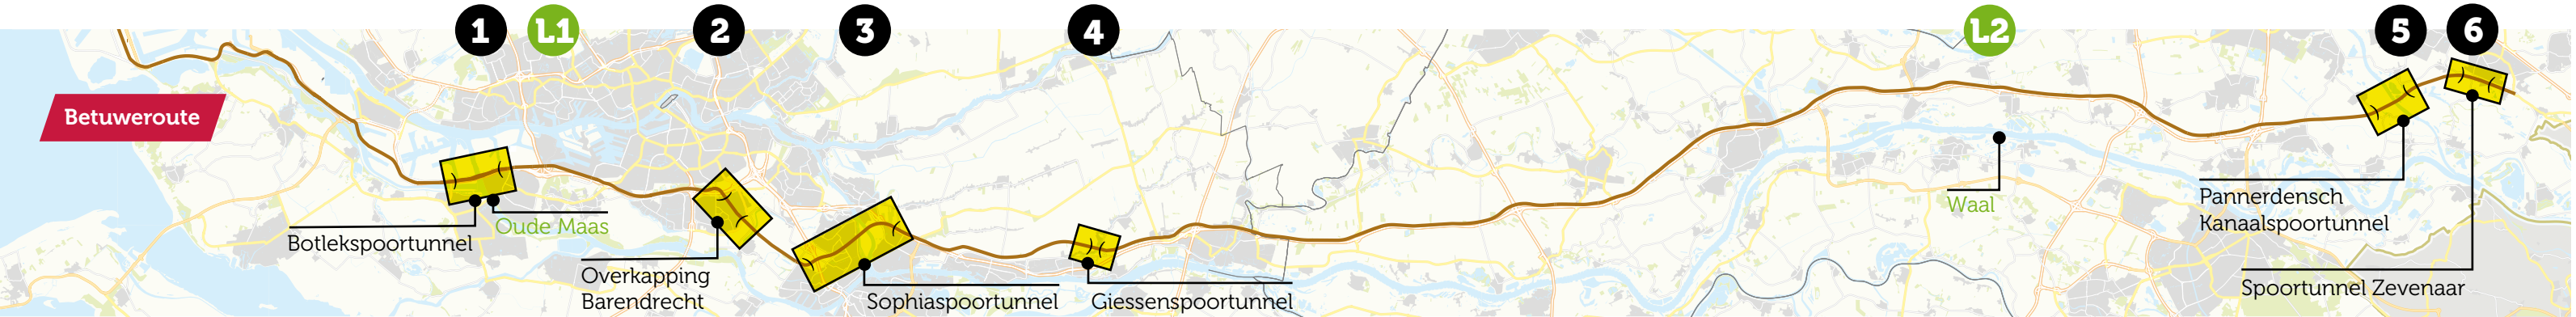 1
L1
2
3
4
L2
5
6
Betuweroute
Botlekspoortunnel
Oude Maas
Overkapping
Barendrecht
Sophiaspoortunnel
Giessenspoortunnel
Waal
Pannerdensch
Kanaalspoortunnel
Spoortunnel Zevenaar